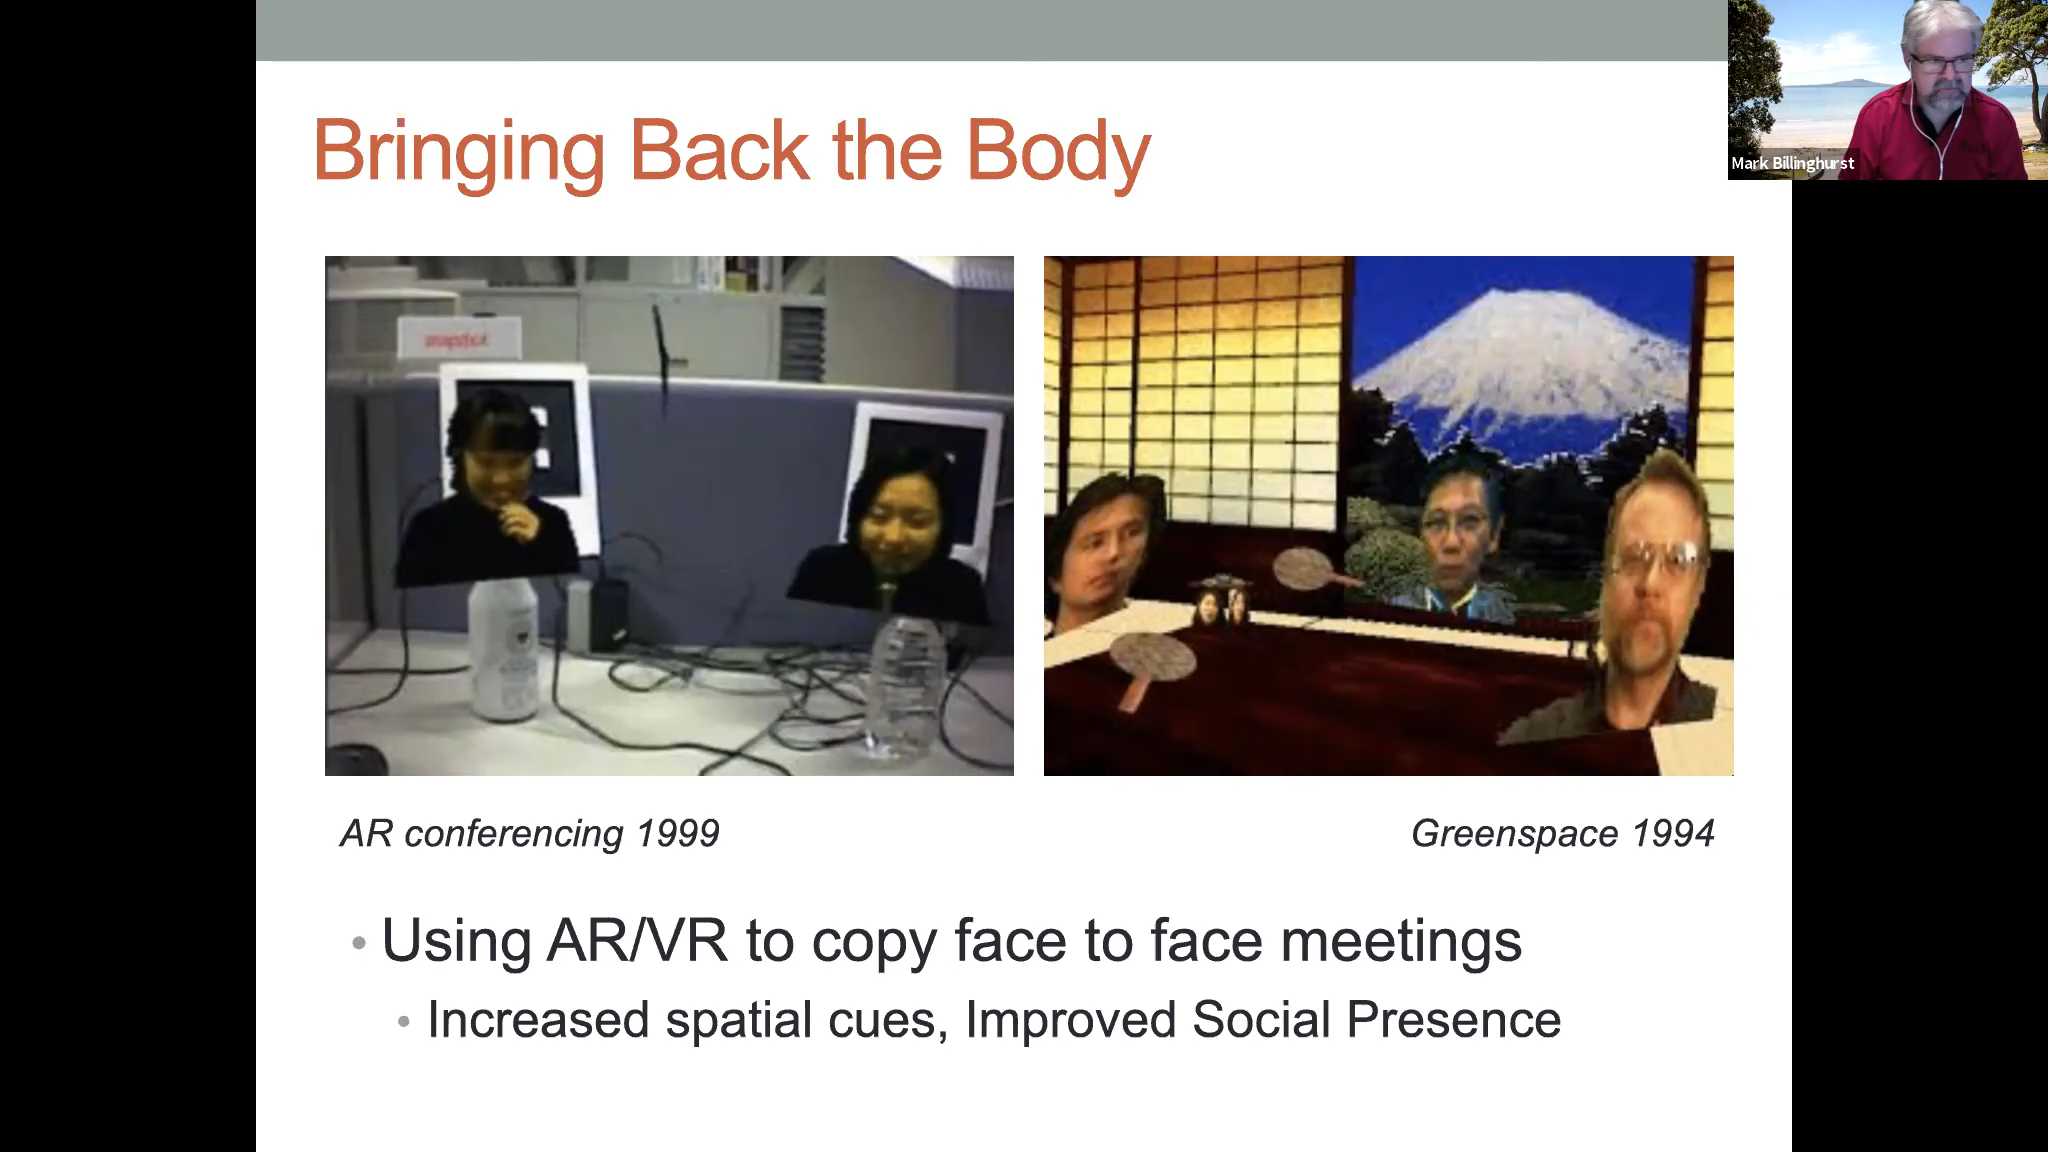 Bringing Back the Body
Mark Billinghurst
AR conferencing 1999
Greenspace 1994
• Using AR/VR to copy face to face meetings
• Increased spatial cues, Improved Social Presence